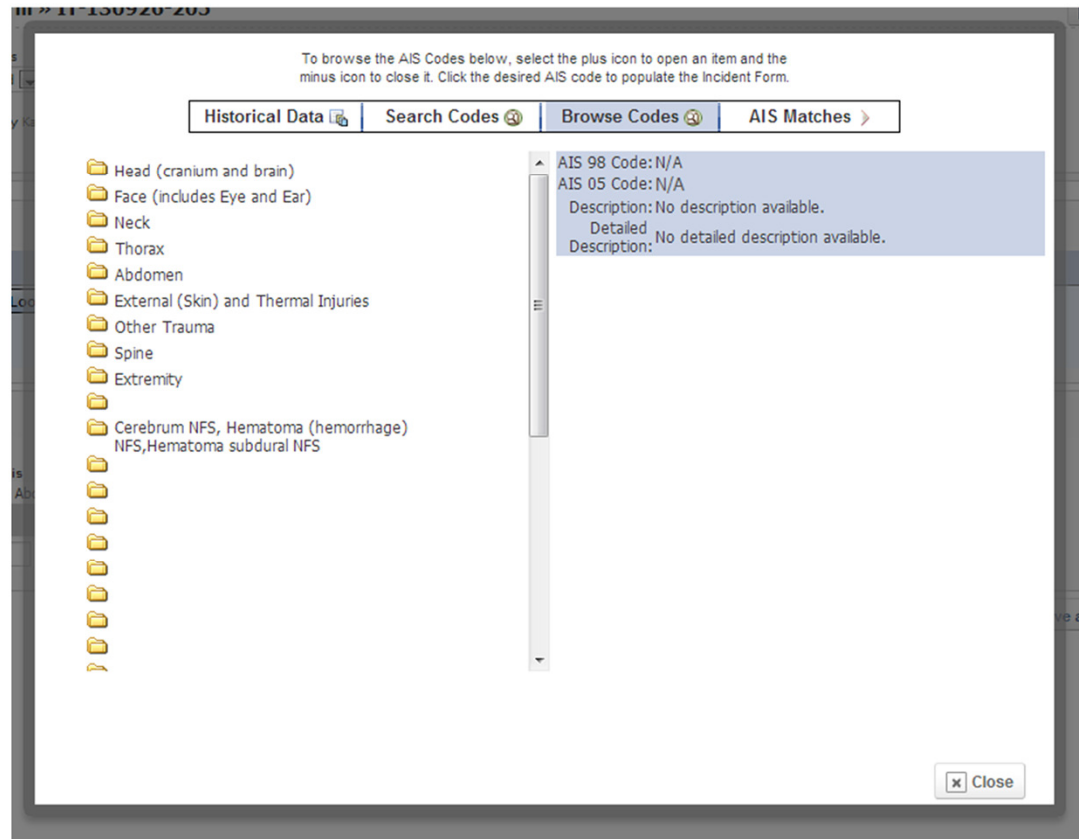 IT-130926-205
To browse the AIS Codes below, select the plus icon to open an item and the
minus icon to close it. Click the desired AIS code to populate the Incident Form.
Historical Data
Search Codes
Browse Codes
AIS Matches
Head (cranium and brain)
Face (includes Eye and Ear)
Neck
Thorax
Abdomen
External (Skin) and Thermal Injuries
Other Trauma
Spine
Extremity
Cerebrum NFS, Hematoma (hemorrhage)
NFS,Hematoma subdural NFS
AIS 98 Code: N/A
AIS 05 Code: N/A
Description: No description available.
Detailed
Description: No detailed description available.
Close